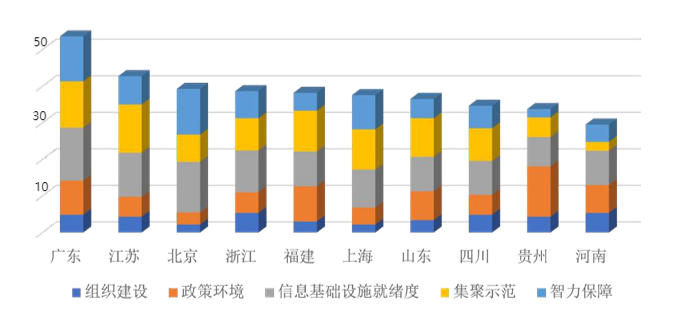 50
30
10
广东 江苏 北京 浙江 福建 上海 山东 四川 贵州 河南
组织建设 政策环境 信息基础设施就绪度 集聚示范 智力保障